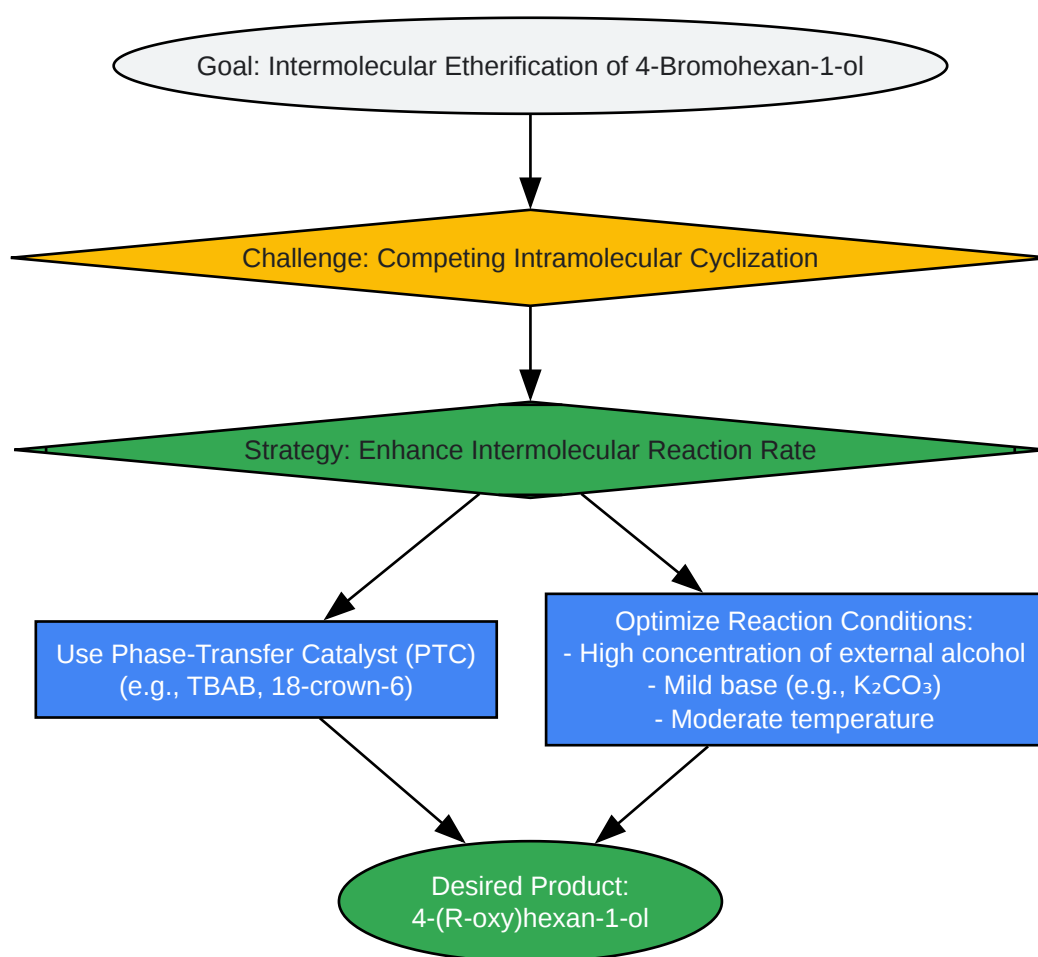 Goal: Intermolecular Etherification of 4-Bromohexan-1-ol
Challenge: Competing Intramolecular Cyclization
Strategy: Enhance Intermolecular Reaction Rate
Use Phase-Transfer Catalyst (PTC)
(e.g., TBAB, 18-crown-6)
Optimize Reaction Conditions:
- High concentration of external alcohol
- Mild base (e.g., K₂CO₃)
- Moderate temperature
Desired Product:
4-(R-oxy)hexan-1-ol